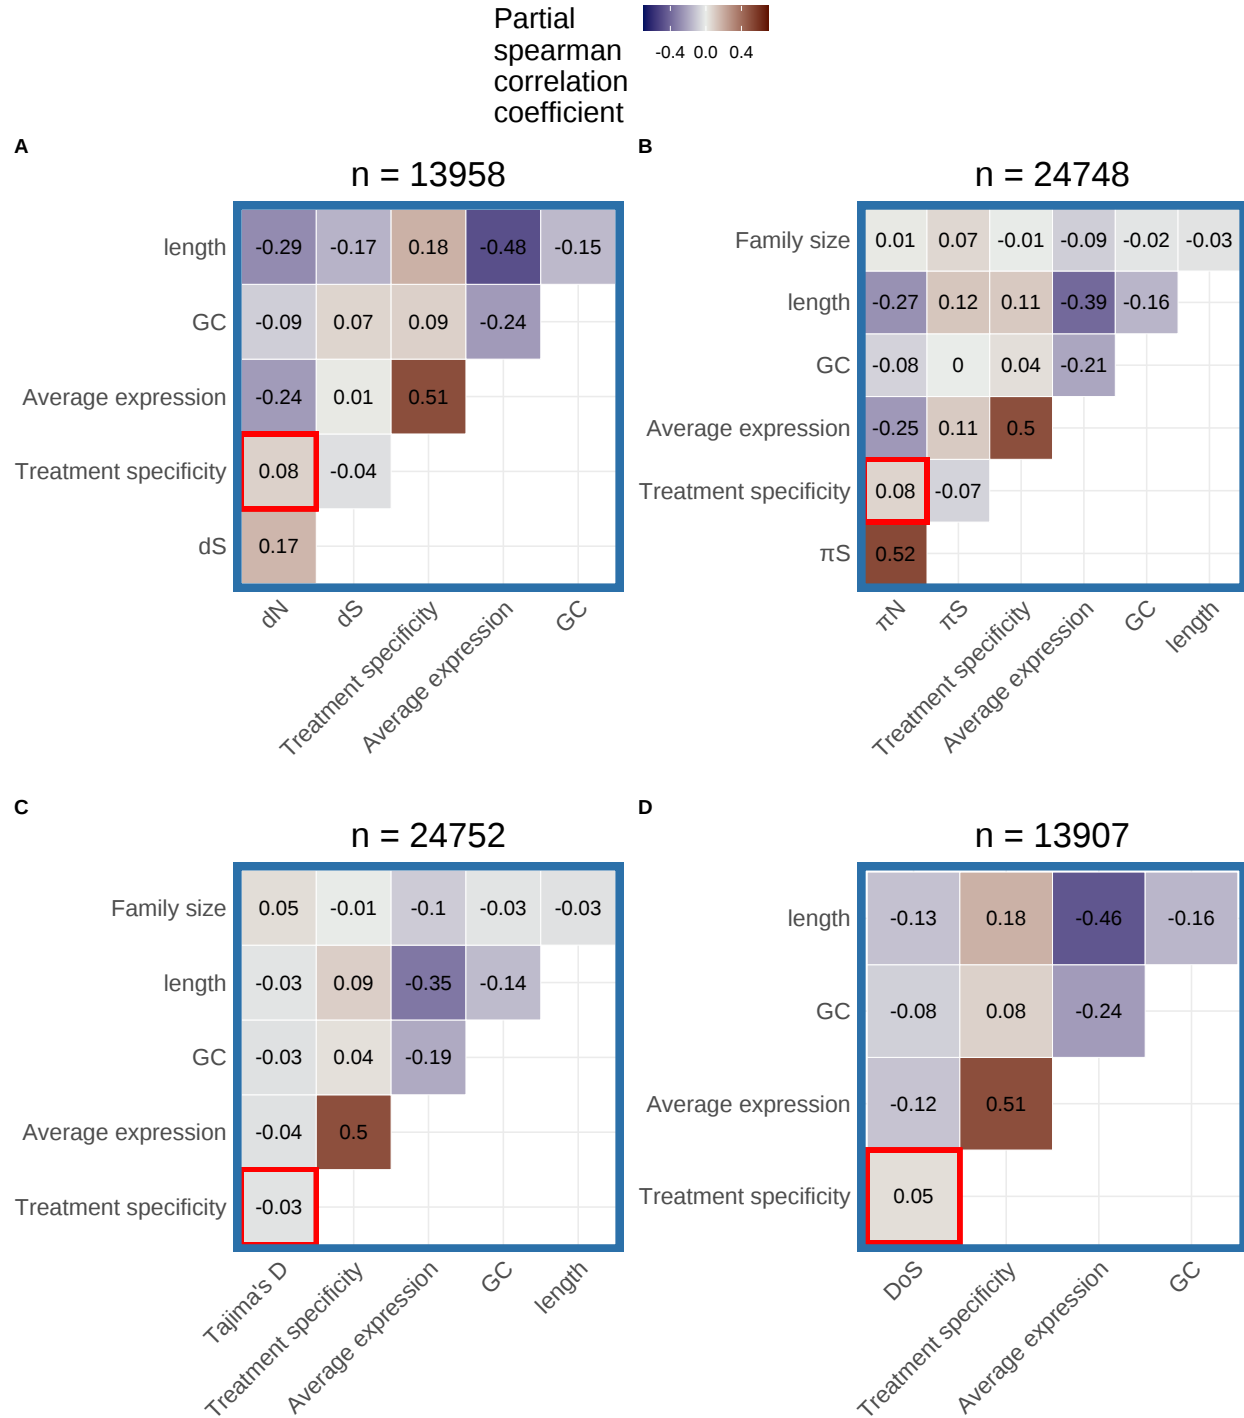 Partial
spearman
correlation
coefficient
-0.4 0.0 0.4
A
n = 13958
length -0.29 -0.17 0.18 -0.48 -0.15
GC -0.09 0.07 0.09 -0.24
Average expression -0.24 0.01 0.51
Treatment specificity 0.08 -0.04
dS 0.17
dN dS Treatment specificity Average expression GC
B
n = 24748
Family size 0.01 0.07 -0.01 -0.09 -0.02 -0.03
length -0.27 0.12 0.11 -0.39 -0.16
GC -0.08 0 0.04 -0.21
Average expression -0.25 0.11 0.5
Treatment specificity 0.08 -0.07
πS 0.52
πN πS Treatment specificity Average expression GC length
C
n = 24752
Family size 0.05 -0.01 -0.1 -0.03 -0.03
length -0.03 0.09 -0.35 -0.14
GC -0.03 0.04 -0.19
Average expression -0.04 0.5
Treatment specificity -0.03
Tajima's D Treatment specificity Average expression GC length
D
n = 13907
length -0.13 0.18 -0.46 -0.16
GC -0.08 0.08 -0.24
Average expression -0.12 0.51
Treatment specificity 0.05
DoS Treatment specificity Average expression GC